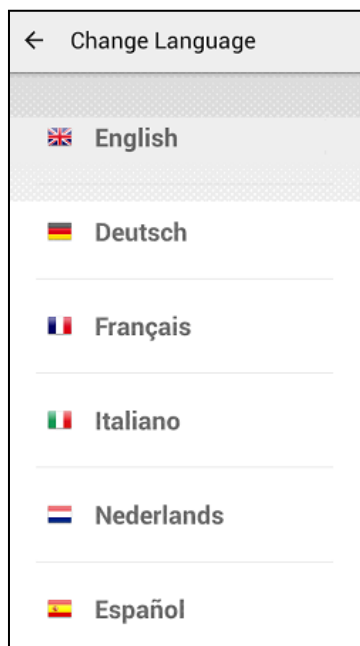 Change Language
English
Deutsch
Français
Italiano
Nederlands
Español